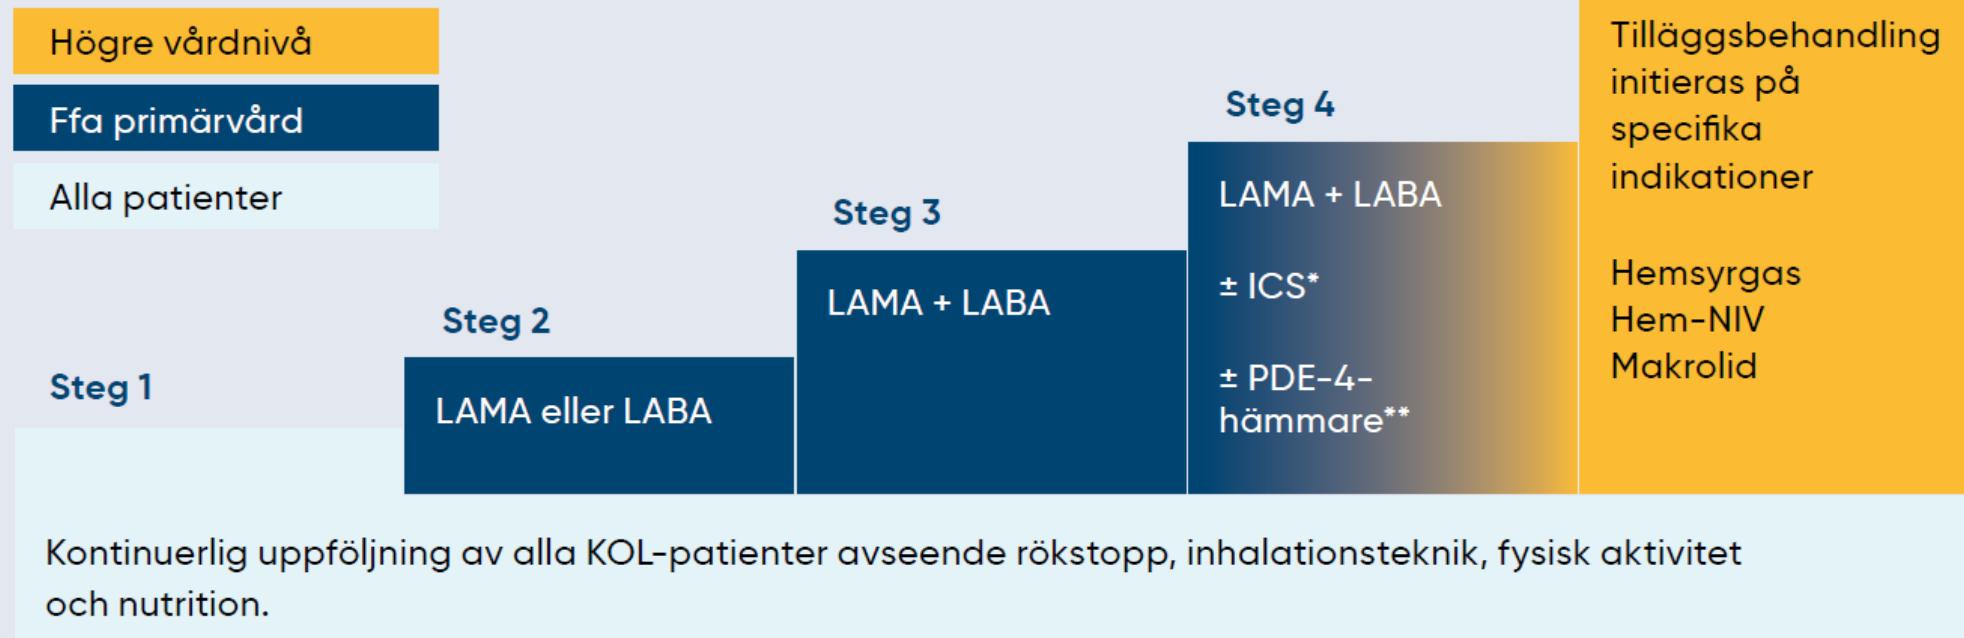 Högre vårdnivå
Ffa primärvård
Alla patienter
Steg 1
Steg 2
LAMA eller LABA
Steg 3
LAMA + LABA
Steg 4
LAMA + LABA
± ICS*
± PDE-4-
hämmare**
Tilläggsbehandling
initieras på
specifika
indikationer
Hemsyrgas
Hem-NIV
Makrolid
Kontinuerlig uppföljning av alla KOL-patienter avseende rökstopp, inhalationsteknik, fysisk aktivitet
och nutrition.